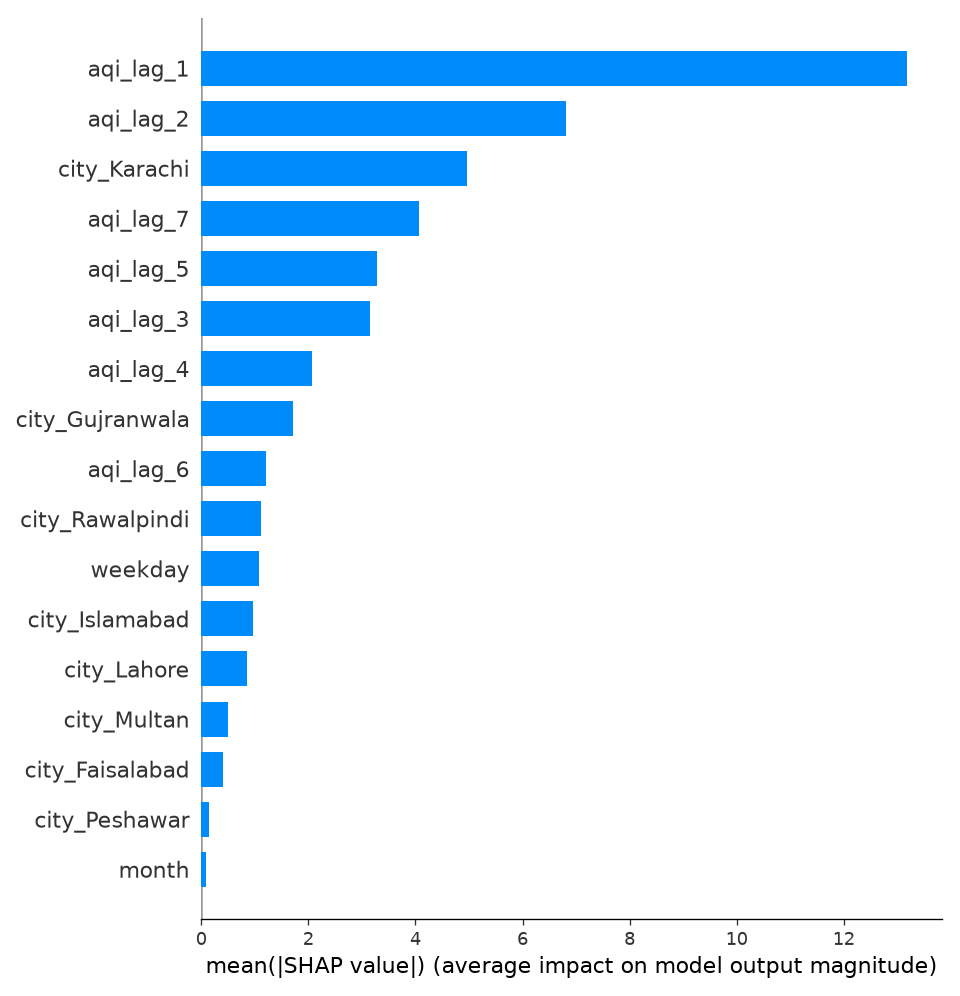 aqi_lag_1
aqi_lag_2
city_Karachi
aqi_lag_7
aqi_lag_5
aqi_lag_3
aqi_lag_4
city_Gujranwala
aqi_lag_6
city_Rawalpindi
weekday
city_Islamabad
city_Lahore
city_Multan
city_Faisalabad
city_Peshawar
month
0 2 4 6 8 10 12
mean(|SHAP value|) (average impact on model output magnitude)